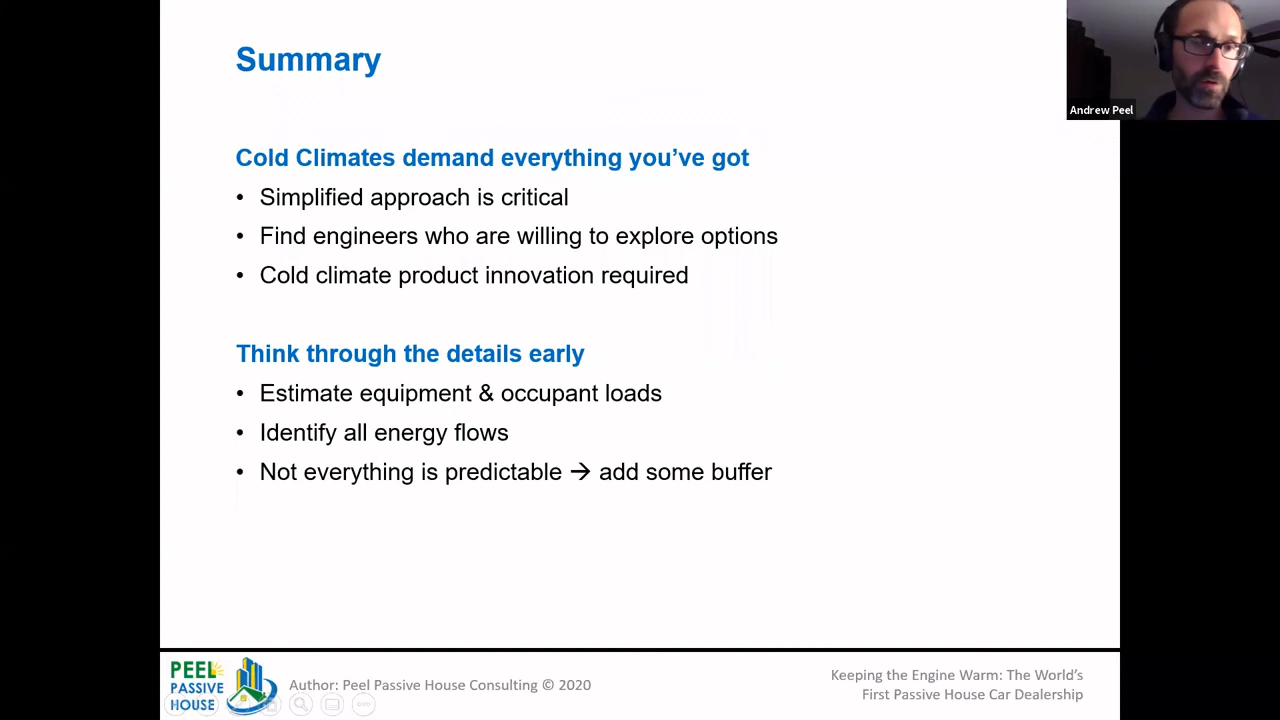 Summary
Andrew Peel
Cold Climates demand everything you've got
• Simplified approach is critical
• Find engineers who are willing to explore options
• Cold climate product innovation required
Think through the details early
• Estimate equipment & occupant loads
• Identify all energy flows
• Not everything is predictable → add some buffer
PEEL
PASSIVE
HOUSE
Author: Peel Passive House Consulting © 2020
Keeping the Engine Warm: The World's
First Passive House Car Dealership